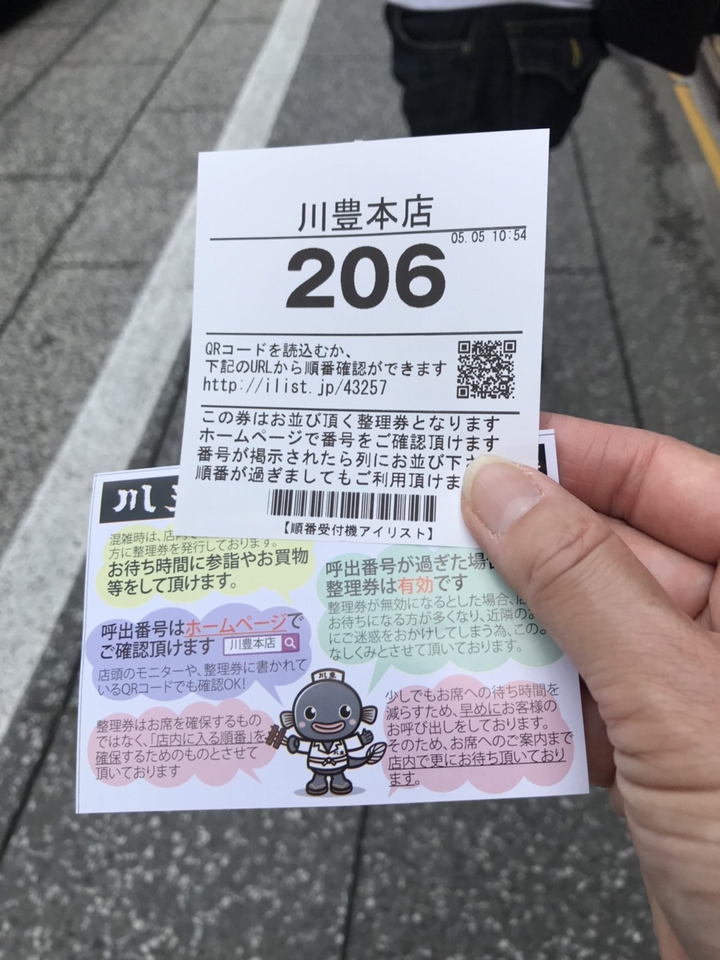 川豊本店
05.05 10:54
206
QRコードを読込むか、
下記のURLから順番確認ができます
http://ilist.jp/43257
この券はお並び頂く整理券となります
ホームページで番号をご確認頂けます
番号が掲示されたら列にお並び下
順番が過ぎましてもご利用頂けま
【順番受付機アイリスト】
川
混雑時は、店
方に整理券を発行しております。
お待ち時間に参詣やお買物
等をして頂けます。
呼出番号はホームページで
ご確認頂けます 川豊本店
店頭のモニターや、整理券に書かれて
いるQRコードでも確認OK!
整理券はお席を確保するもの
ではなく、「店内に入る順番」を
確保するためのものとさせて
頂いております
呼出番号が過ぎた場合
整理券は有効です
整理券が無効になるとした場合、
お待ちになる方が多くなり、近隣の
にご迷惑をおかけしてしまう為、この
なしくみとさせて頂いております。
川豊
少しでもお席への待ち時間を
減らすため、早めにお客様の
お呼び出しをしております。
そのため、お席へのご案内まで
店内で更にお待ち頂いており
ます。